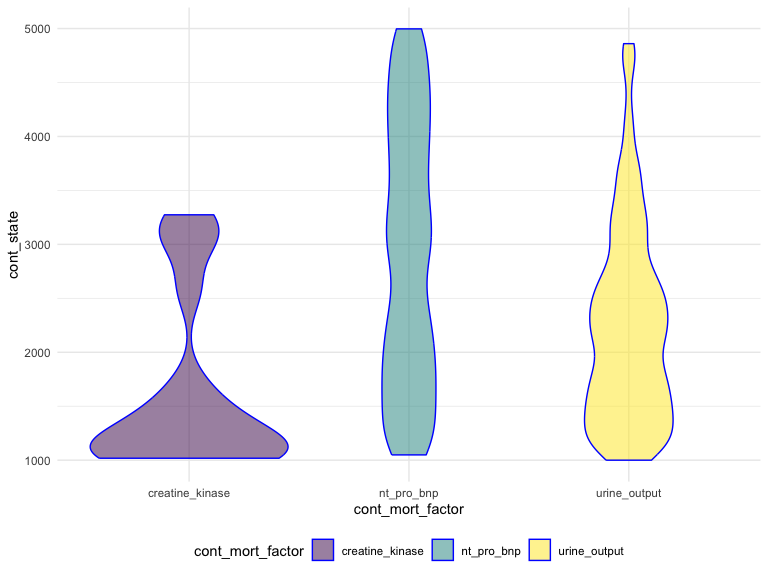 5000
4000
3000
2000
1000
cont_state
creatine_kinase nt_pro_bnp urine_output
cont_mort_factor
cont_mort_factor creatine_kinase nt_pro_bnp urine_output